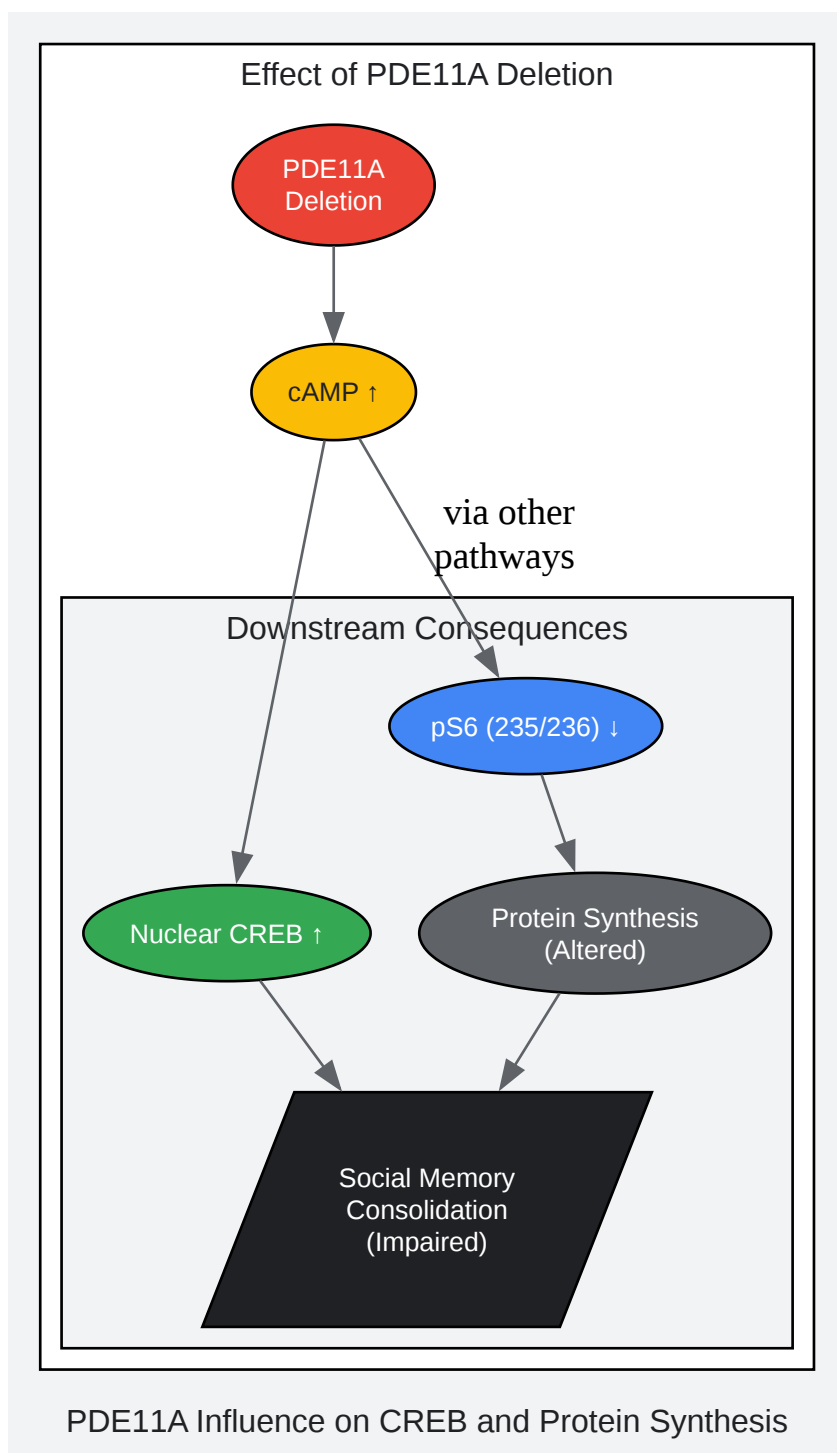 Effect of PDE11A Deletion
PDE11A
Deletion
cAMP ↑
via other
pathways
Downstream Consequences
pS6 (235/236) ↓
Nuclear CREB ↑
Protein Synthesis
(Altered)
Social Memory
Consolidation
(Impaired)
PDE11A Influence on CREB and Protein Synthesis